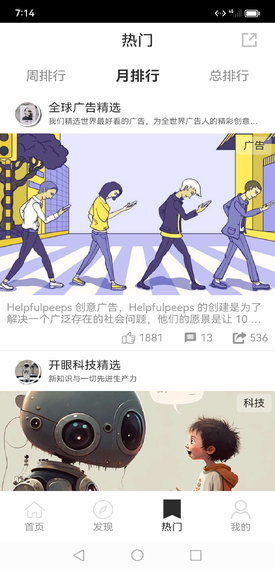 7:14
热门
周排行
月排行
总排行
全球广告精选
我们精选世界最好看的广告，为全世界广告人的精彩创意...
广告
Helpfulpeeps 创意广告，Helpfulpeeps 的创建是为了
解决一个广泛存在的社会问题，他们的愿景是让 10 ...
1881
13
536
开眼科技精选
新知识与一切先进生产力
科技
首页
发现
热门
我的